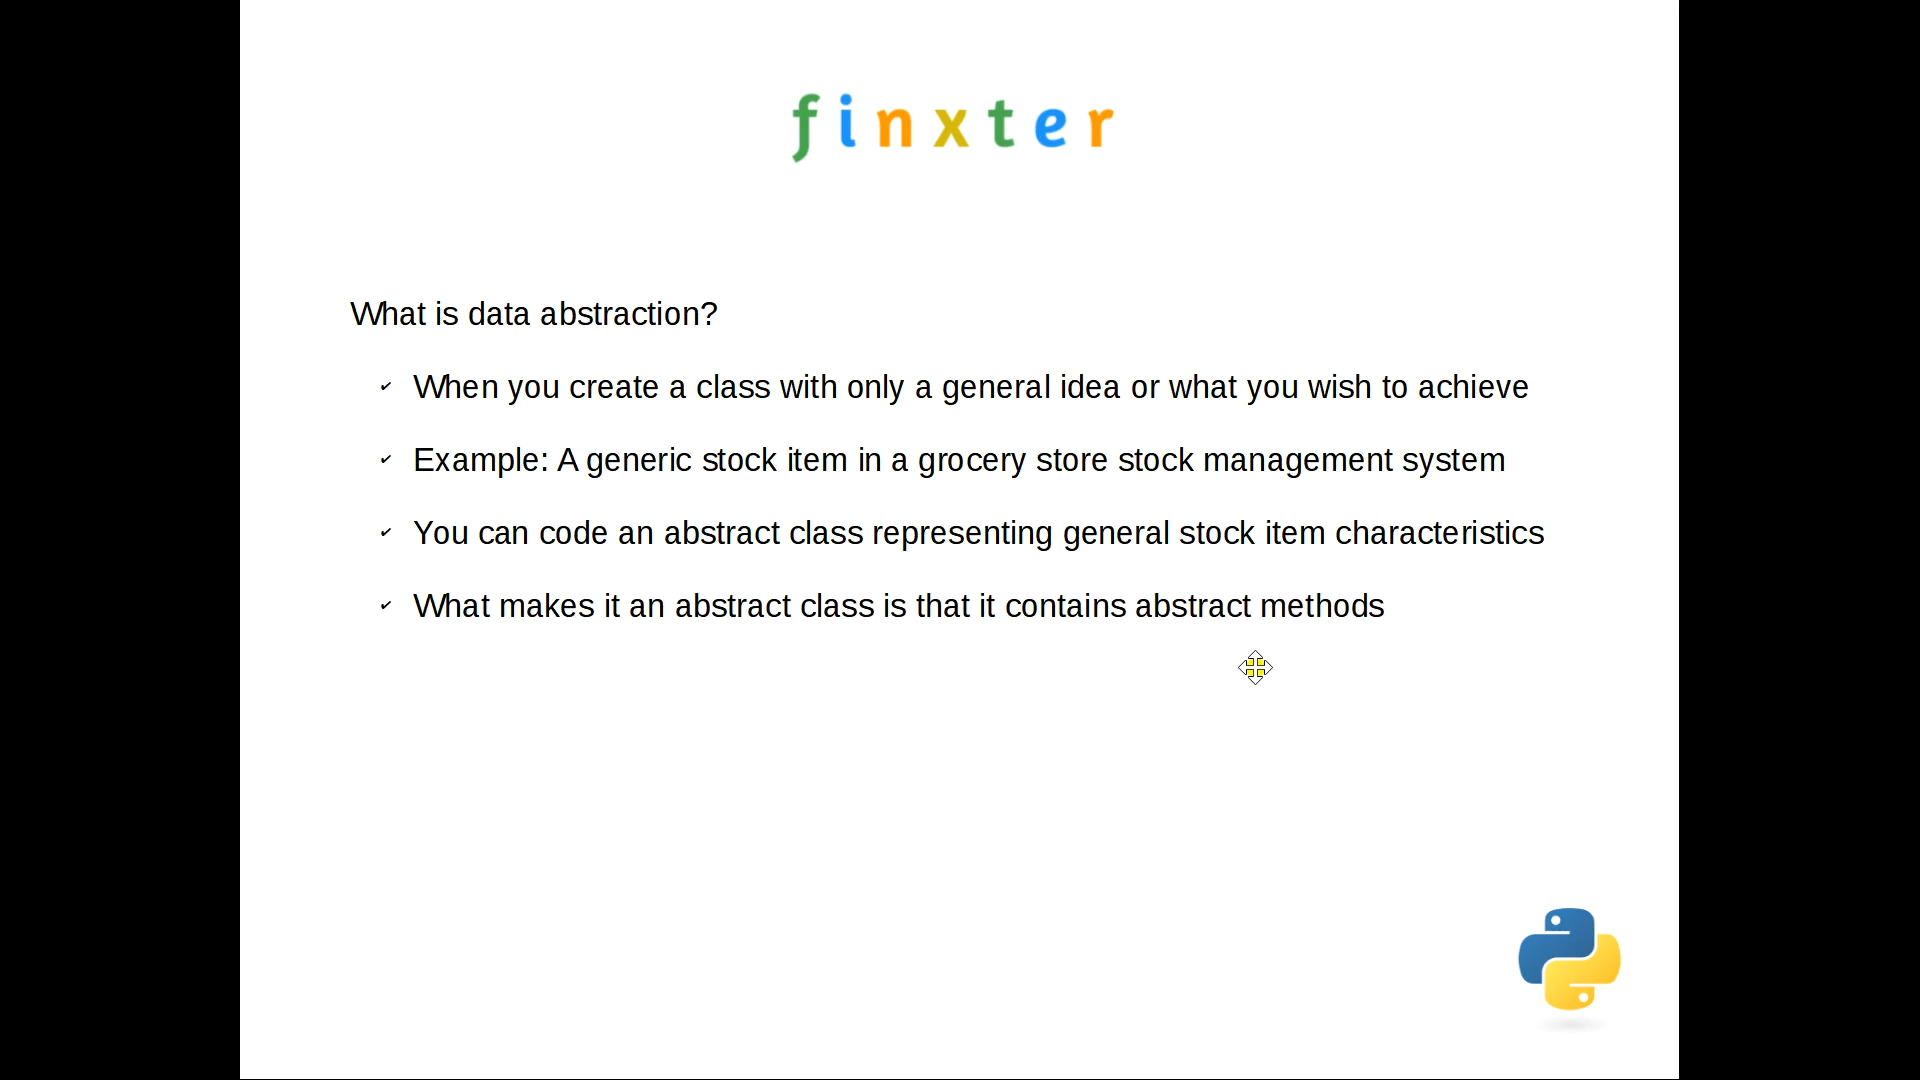 finxter
What is data abstraction?
✔ When you create a class with only a general idea or what you wish to achieve
✔ Example: A generic stock item in a grocery store stock management system
✔ You can code an abstract class representing general stock item characteristics
✔ What makes it an abstract class is that it contains abstract methods